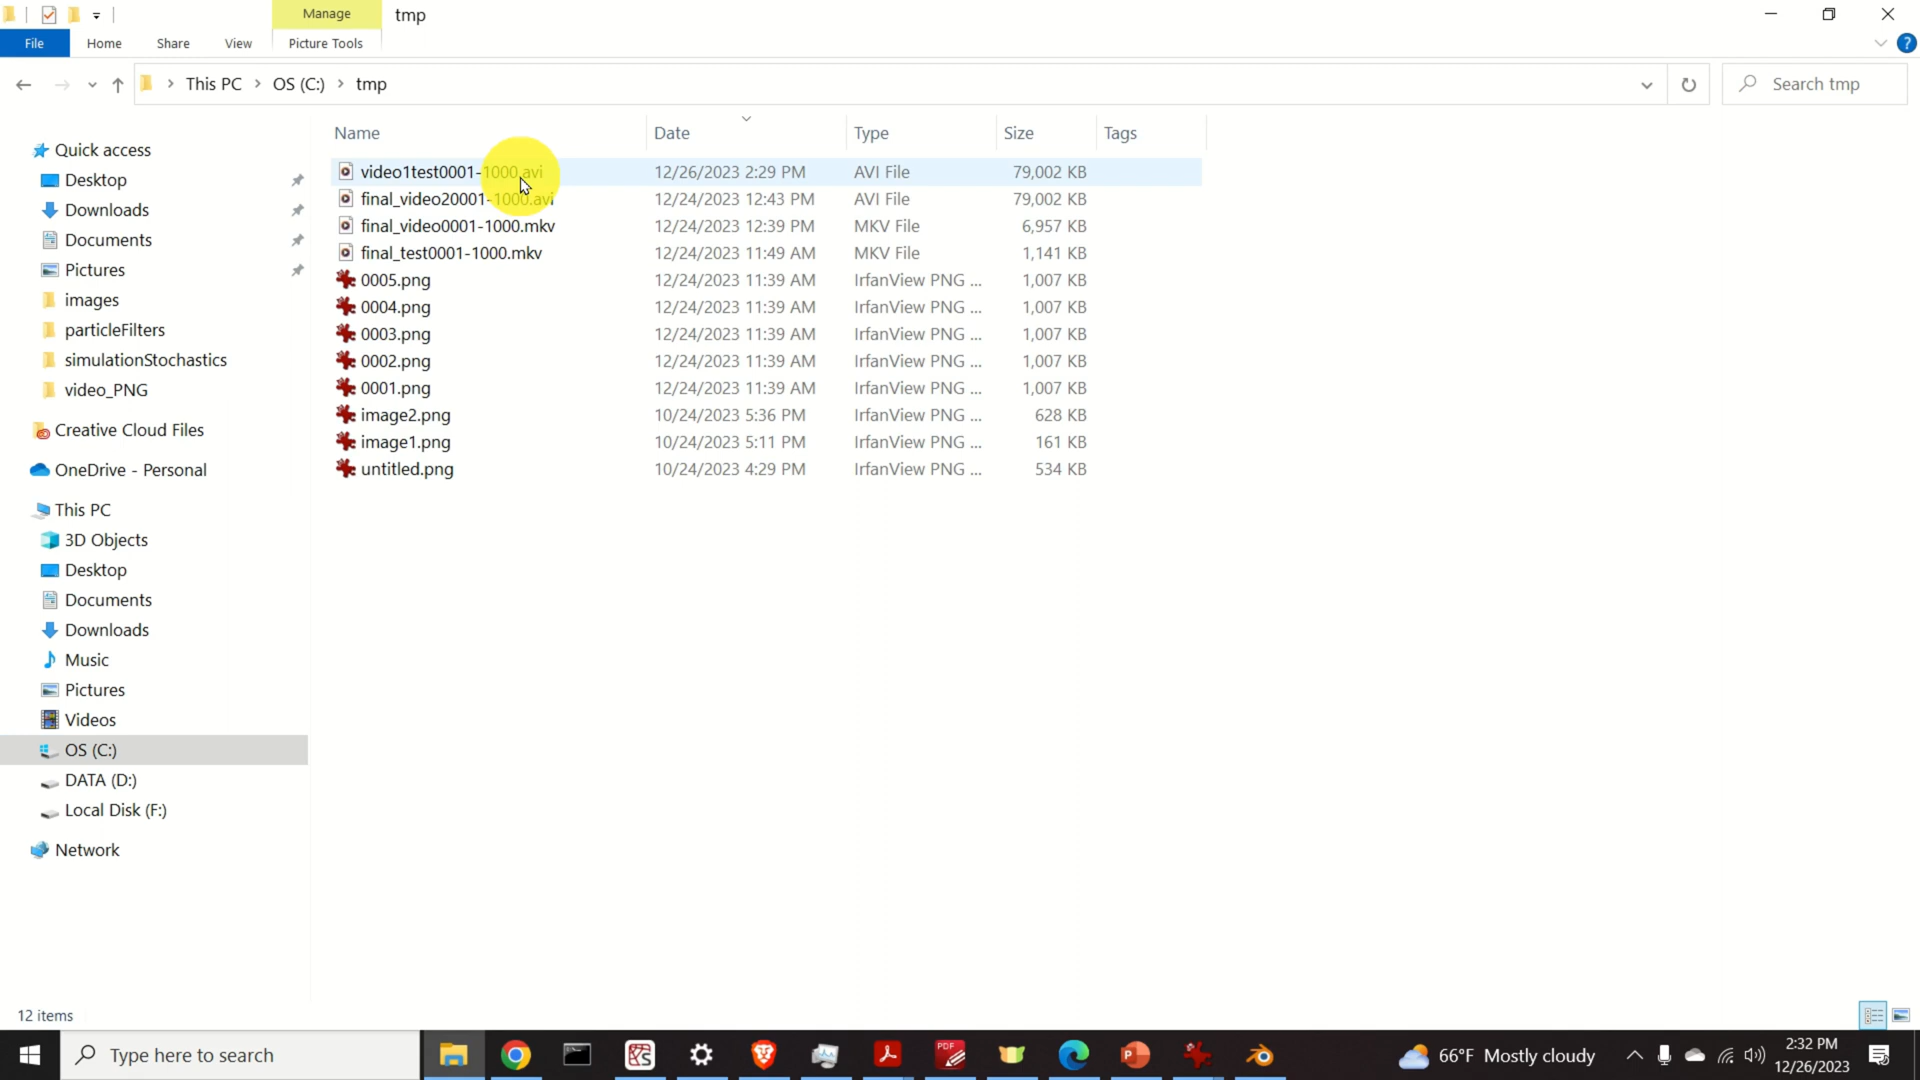 Manage
tmp
File
Home
Share
View
Picture Tools
?
This PC > OS (C:) > tmp
Search tmp
Name
Date
Type
Size
Tags
video1test0001-1000.avi 12/26/2023 2:29 PM AVI File 79,002 KB
final_video20001-1000.avi 12/24/2023 12:43 PM AVI File 79,002 KB
final_video0001-1000.mkv 12/24/2023 12:39 PM MKV File 6,957 KB
final_test0001-1000.mkv 12/24/2023 11:49 AM MKV File 1,141 KB
0005.png 12/24/2023 11:39 AM IrfanView PNG ... 1,007 KB
0004.png 12/24/2023 11:39 AM IrfanView PNG ... 1,007 KB
0003.png 12/24/2023 11:39 AM IrfanView PNG ... 1,007 KB
0002.png 12/24/2023 11:39 AM IrfanView PNG ... 1,007 KB
0001.png 12/24/2023 11:39 AM IrfanView PNG ... 1,007 KB
image2.png 10/24/2023 5:36 PM IrfanView PNG ... 628 KB
image1.png 10/24/2023 5:11 PM IrfanView PNG ... 161 KB
untitled.png 10/24/2023 4:29 PM IrfanView PNG ... 534 KB
Quick access
Desktop
Downloads
Documents
Pictures
images
particleFilters
simulationStochastics
video_PNG
Creative Cloud Files
OneDrive - Personal
This PC
3D Objects
Desktop
Documents
Downloads
Music
Pictures
Videos
OS (C:)
DATA (D:)
Local Disk (F:)
Network
12 items
Type here to search
PDF
66°F Mostly cloudy
2:32 PM
12/26/2023